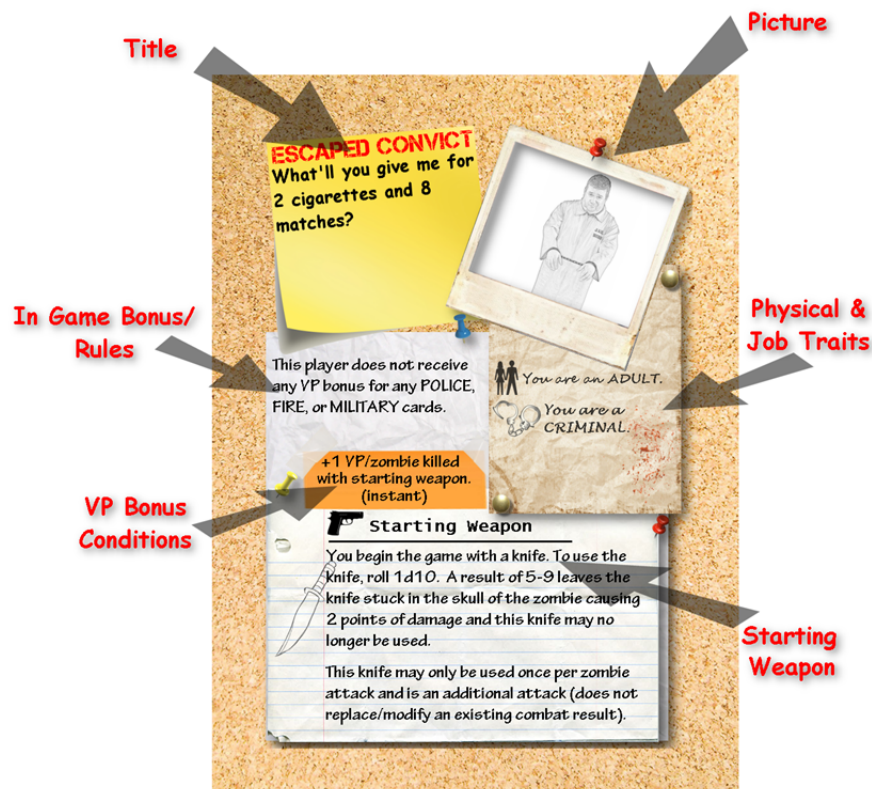 Title
Picture
ESCAPED CONVICT
What'll you give me for
2 cigarettes and 8
matches?
In Game Bonus/
Rules
This player does not receive
any VP bonus for any POLICE,
FIRE, or MILITARY cards.
Physical &
Job Traits
You are an ADULT.
You are a
CRIMINAL.
VP Bonus
Conditions
+1 VP/zombie killed
with starting weapon.
(instant)
Starting Weapon
You begin the game with a knife. To use the
knife, roll 1d10. A result of 5-9 leaves the
knife stuck in the skull of the zombie causing
2 points of damage and this knife may no
longer be used.
This knife may only be used once per zombie
attack and is an additional attack (does not
replace/modify an existing combat result).
Starting
Weapon